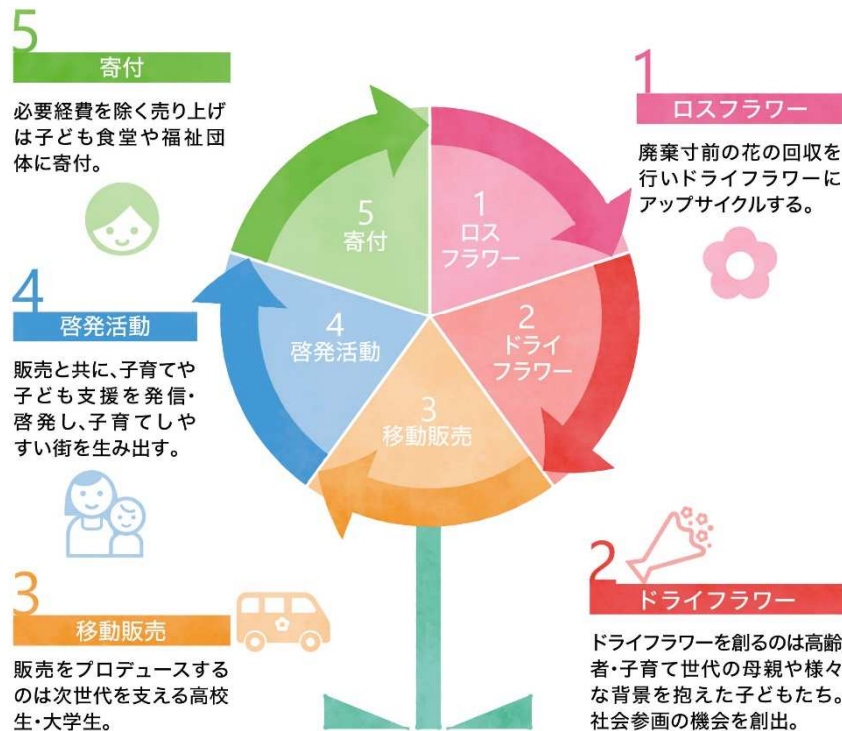 5
寄付
必要経費を除く売り上げ
は子ども食堂や福祉団
体に寄付。
1
ロスフラワー
廃棄寸前の花の回収を
行いドライフラワーに
アップサイクルする。
5
寄付
1
ロス
フラワー
4
啓発活動
2
ドライ
フラワー
3
移動販売
4
啓発活動
販売と共に、子育てや
子ども支援を発信・
啓発し、子育てしや
すい街を生み出す。
3
移動販売
販売をプロデュースする
のは次世代を支える高校
生・大学生。
2
ドライフラワー
ドライフラワーを創るのは高齢
者・子育て世代の母親や様々
な背景を抱えた子どもたち。
社会参画の機会を創出。